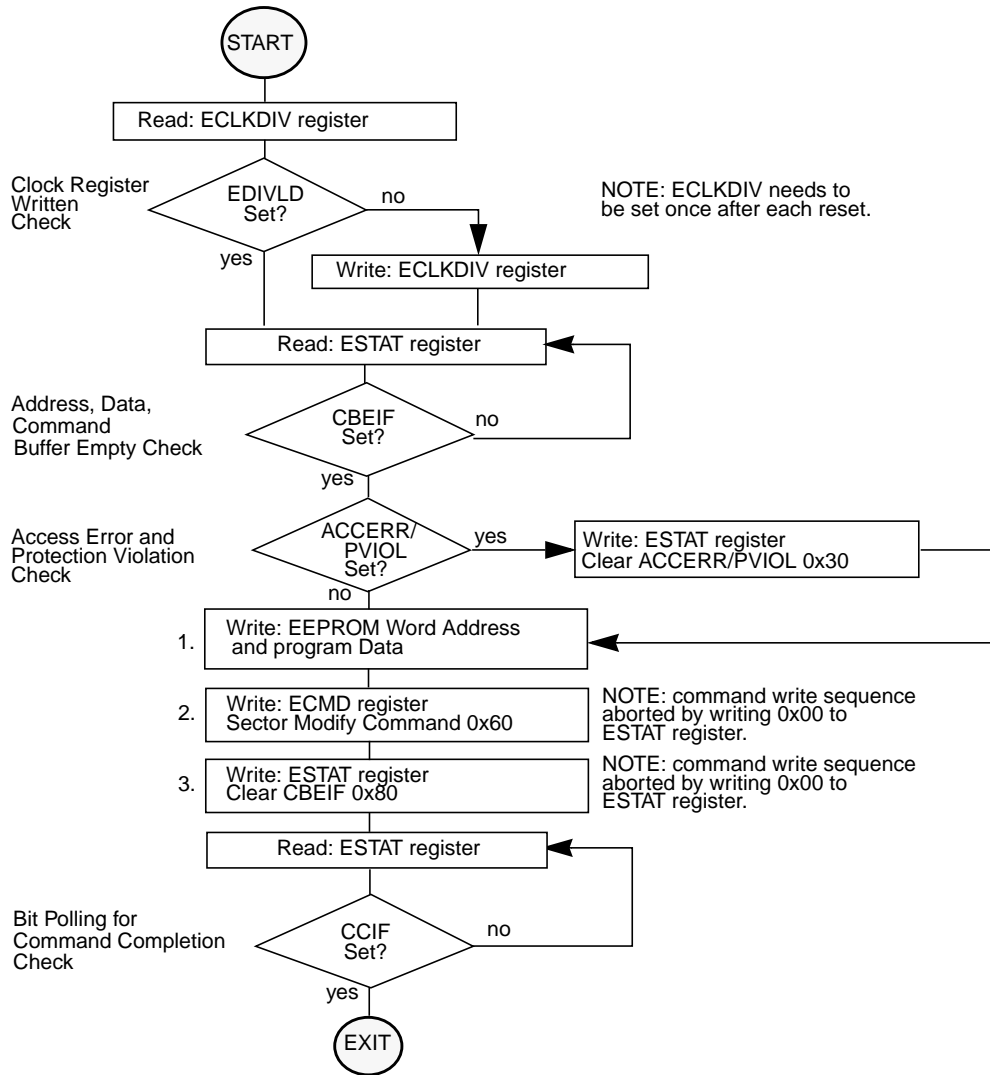 START
Read: ECLKDIV register
Clock Register
Written
Check
EDIVLD
Set?
no
yes
NOTE: ECLKDIV needs to
be set once after each reset.
Write: ECLKDIV register
Read: ESTAT register
Address, Data,
Command
Buffer Empty Check
CBEIF
Set?
no
yes
Access Error and
Protection Violation
Check
ACCERR/
PVIOL
Set?
yes
no
Write: ESTAT register
Clear ACCERR/PVIOL 0x30
1.
Write: EEPROM Word Address
and program Data
2.
Write: ECMD register
Sector Modify Command 0x60
NOTE: command write sequence
aborted by writing 0x00 to
ESTAT register.
3.
Write: ESTAT register
Clear CBEIF 0x80
NOTE: command write sequence
aborted by writing 0x00 to
ESTAT register.
Read: ESTAT register
Bit Polling for
Command Completion
Check
CCIF
Set?
no
yes
EXIT